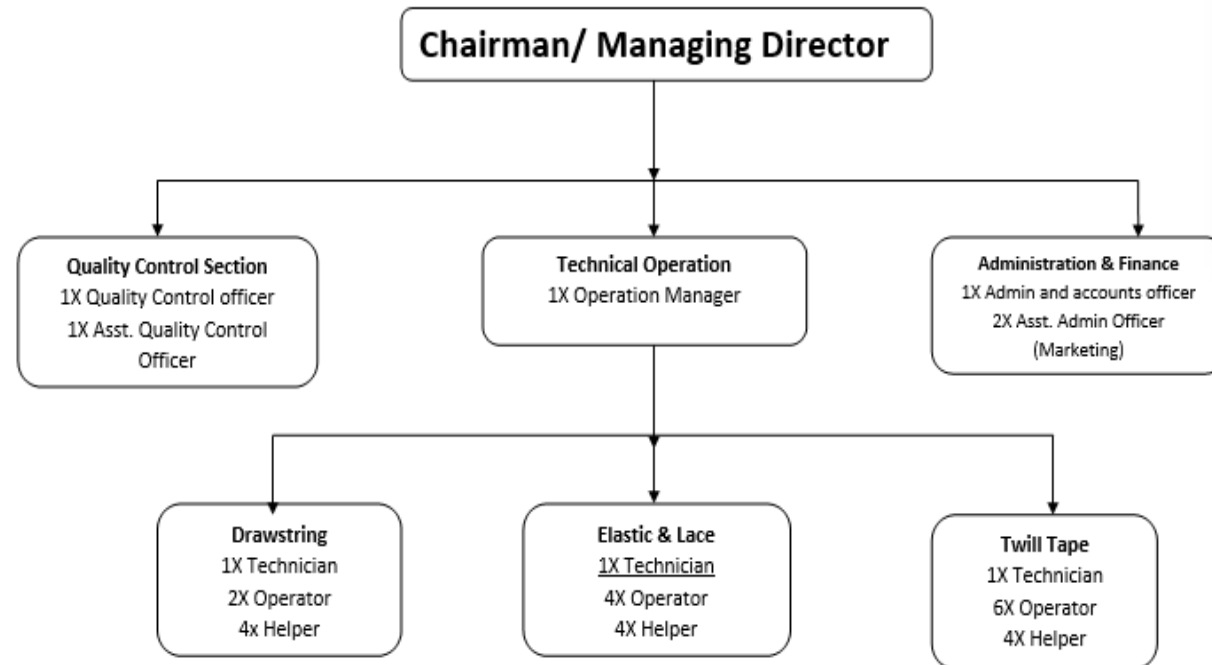 Chairman/ Managing Director
Quality Control Section
1X Quality Control officer
1X Asst. Quality Control
Officer
Technical Operation
1X Operation Manager
Administration & Finance
1X Admin and accounts officer
2X Asst. Admin Officer
(Marketing)
Drawstring
1X Technician
2X Operator
4x Helper
Elastic & Lace
1X Technician
4X Operator
4X Helper
Twill Tape
1X Technician
6X Operator
4X Helper